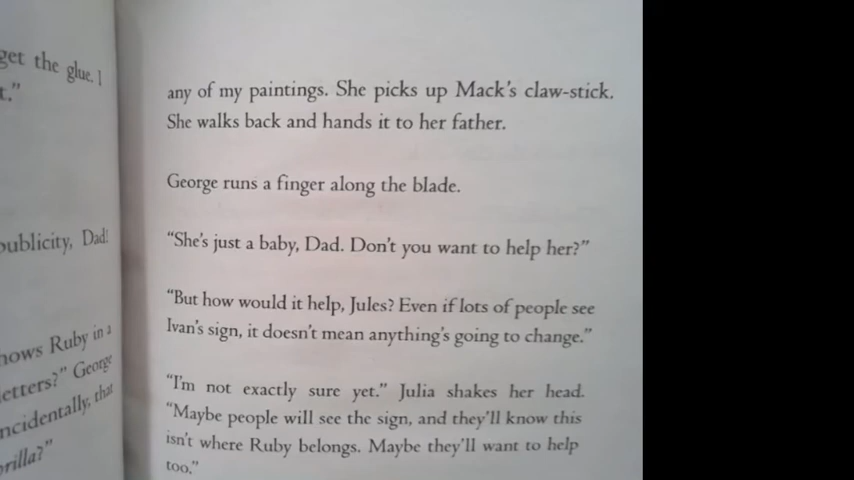 get the glue. I
t."
publicity, Dad!
hows Ruby in a
etters?" George
ncidentally, that
orilla?"
any of my paintings. She picks up Mack's claw-stick.
She walks back and hands it to her father.
George runs a finger along the blade.
"She's just a baby, Dad. Don't you want to help her?"
"But how would it help, Jules? Even if lots of people see
Ivan's sign, it doesn't mean anything's going to change."
"I'm not exactly sure yet." Julia shakes her head.
"Maybe people will see the sign, and they'll know this
isn't where Ruby belongs. Maybe they'll want to help
too."